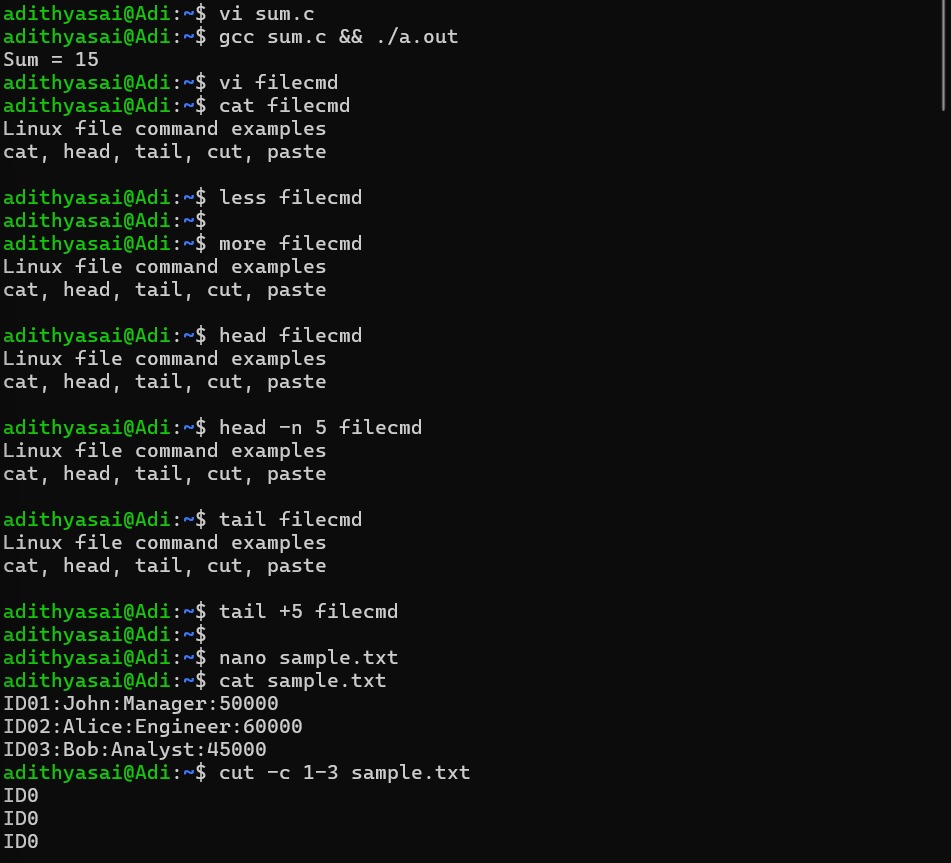 adithyasai@Adi:~$ vi sum.c
adithyasai@Adi:~$ gcc sum.c && ./a.out
Sum = 15
adithyasai@Adi:~$ vi filecmd
adithyasai@Adi:~$ cat filecmd
Linux file command examples
cat, head, tail, cut, paste

adithyasai@Adi:~$ less filecmd
adithyasai@Adi:~$
adithyasai@Adi:~$ more filecmd
Linux file command examples
cat, head, tail, cut, paste

adithyasai@Adi:~$ head filecmd
Linux file command examples
cat, head, tail, cut, paste

adithyasai@Adi:~$ head -n 5 filecmd
Linux file command examples
cat, head, tail, cut, paste

adithyasai@Adi:~$ tail filecmd
Linux file command examples
cat, head, tail, cut, paste

adithyasai@Adi:~$ tail +5 filecmd
adithyasai@Adi:~$
adithyasai@Adi:~$ nano sample.txt
adithyasai@Adi:~$ cat sample.txt
ID01:John:Manager:50000
ID02:Alice:Engineer:60000
ID03:Bob:Analyst:45000
adithyasai@Adi:~$ cut -c 1-3 sample.txt
ID0
ID0
ID0